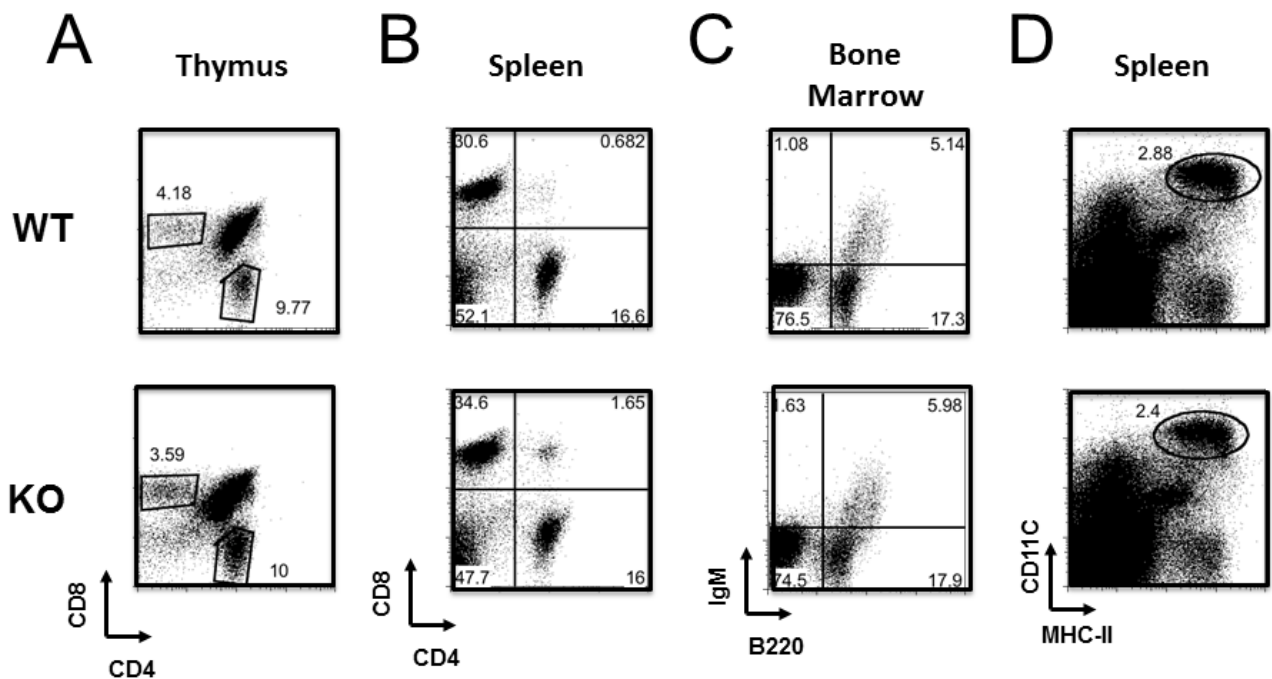 A
Thymus
B
Spleen
C
Bone
Marrow
D
Spleen
WT
4.18
9.77
30.6
0.682
52.1
16.6
1.08
5.14
76.5
17.3
2.88
KO
3.59
10
34.6
1.65
47.7
16
1.63
5.98
74.5
17.9
2.4
CD8
CD4
CD8
CD4
IgM
B220
CD11C
MHC-II